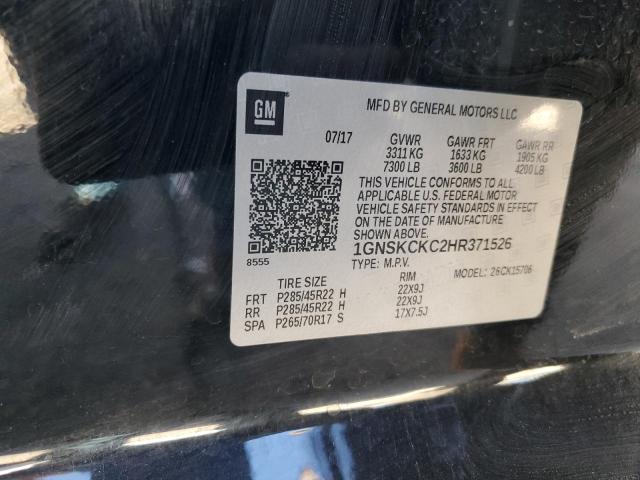 GM
MFD BY GENERAL MOTORS LLC
07/17 GVWR GAWR FRT GAWR RR
3311 KG 1633 KG 1905 KG
7300 LB 3600 LB 4200 LB
THIS VEHICLE CONFORMS TO ALL
APPLICABLE U.S. FEDERAL MOTOR
VEHICLE SAFETY STANDARDS IN EFFECT
ON THE DATE OF MANUFACTURE
SHOWN ABOVE.
1GNSKCKC2HR371526
8555 TYPE: M.P.V. MODEL: 26CK15706
TIRE SIZE RIM
FRT P285/45R22 H 22X9J
RR P285/45R22 H 22X9J
SPA P265/70R17 S 17X7.5J